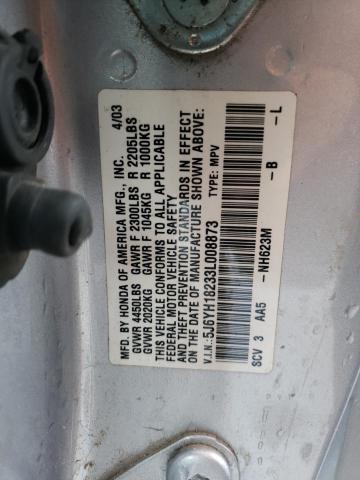 MFD. BY HONDA OF AMERICA MFG., INC. 4/03
GVWR 4450LBS GAWR F 2300LBS R 2205LBS
GVWR 2020KG GAWR F 1045KG R 1000KG
THIS VEHICLE CONFORMS TO ALL APPLICABLE
FEDERAL MOTOR VEHICLE SAFETY
AND THEFT PREVENTION STANDARDS IN EFFECT
ON THE DATE OF MANUFACTURE SHOWN ABOVE.
V.I.N.: 5J6YH18233L008873 TYPE: MPV
SCV 3 AA5 -NH623M -B -L